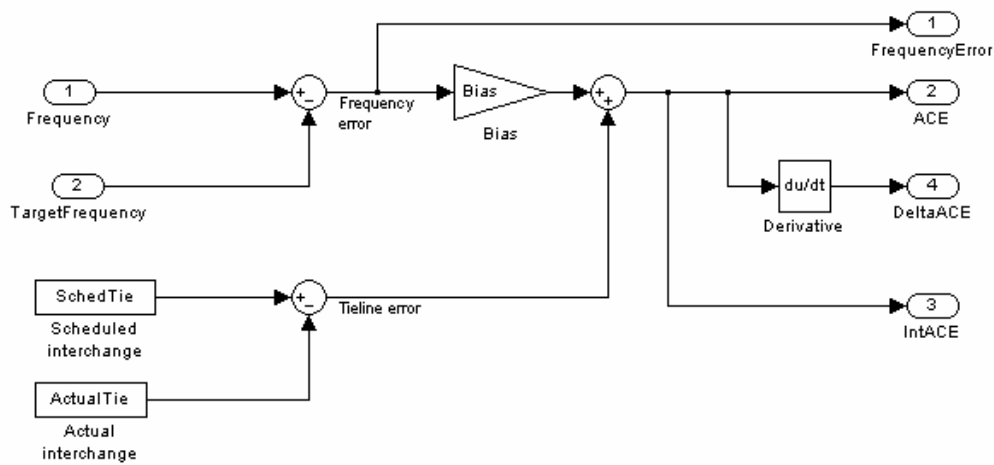 1
FrequencyError
1
Frequency
+
−
Frequency
error
Bias
Bias
+
+
2
ACE
2
TargetFrequency
du/dt
Derivative
4
DeltaACE
SchedTie
Scheduled
interchange
+
−
Tieline error
3
IntACE
ActualTie
Actual
interchange